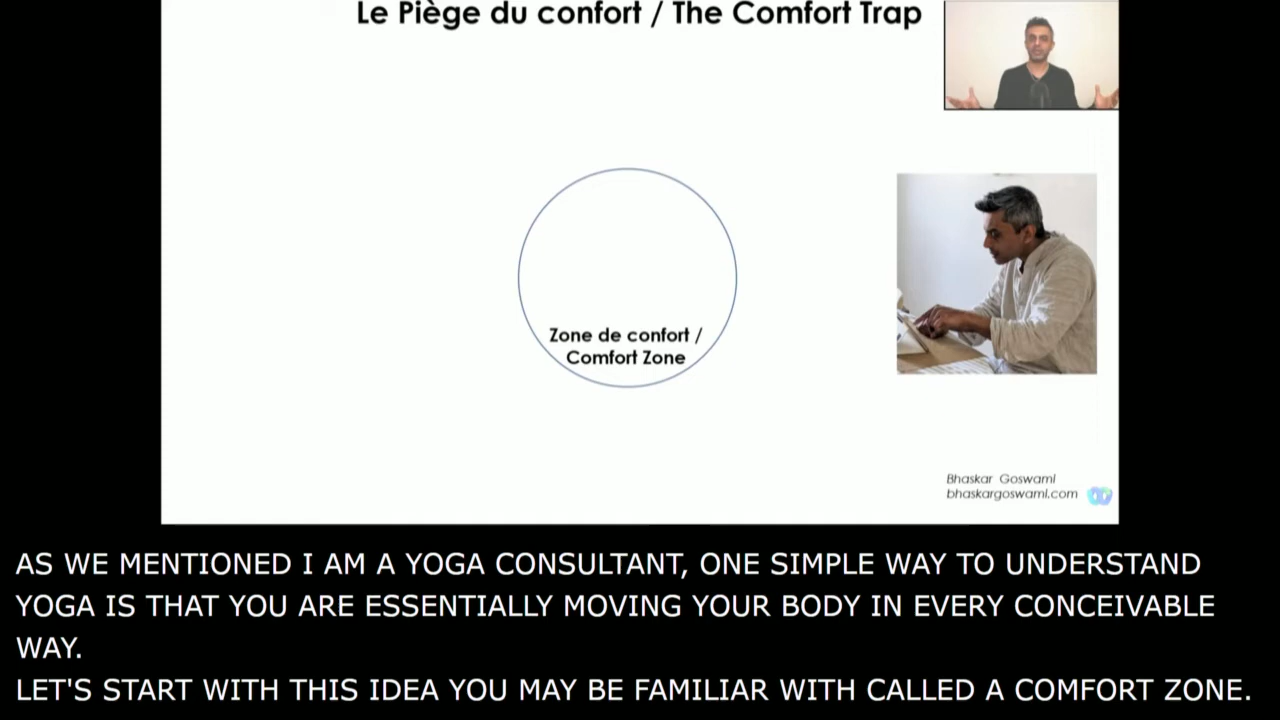 Le Piège du confort / The Comfort Trap
Zone de confort /
Comfort Zone
Bhaskar Goswami
bhaskargoswami.com
AS WE MENTIONED I AM A YOGA CONSULTANT, ONE SIMPLE WAY TO UNDERSTAND
YOGA IS THAT YOU ARE ESSENTIALLY MOVING YOUR BODY IN EVERY CONCEIVABLE
WAY.
LET'S START WITH THIS IDEA YOU MAY BE FAMILIAR WITH CALLED A COMFORT ZONE.